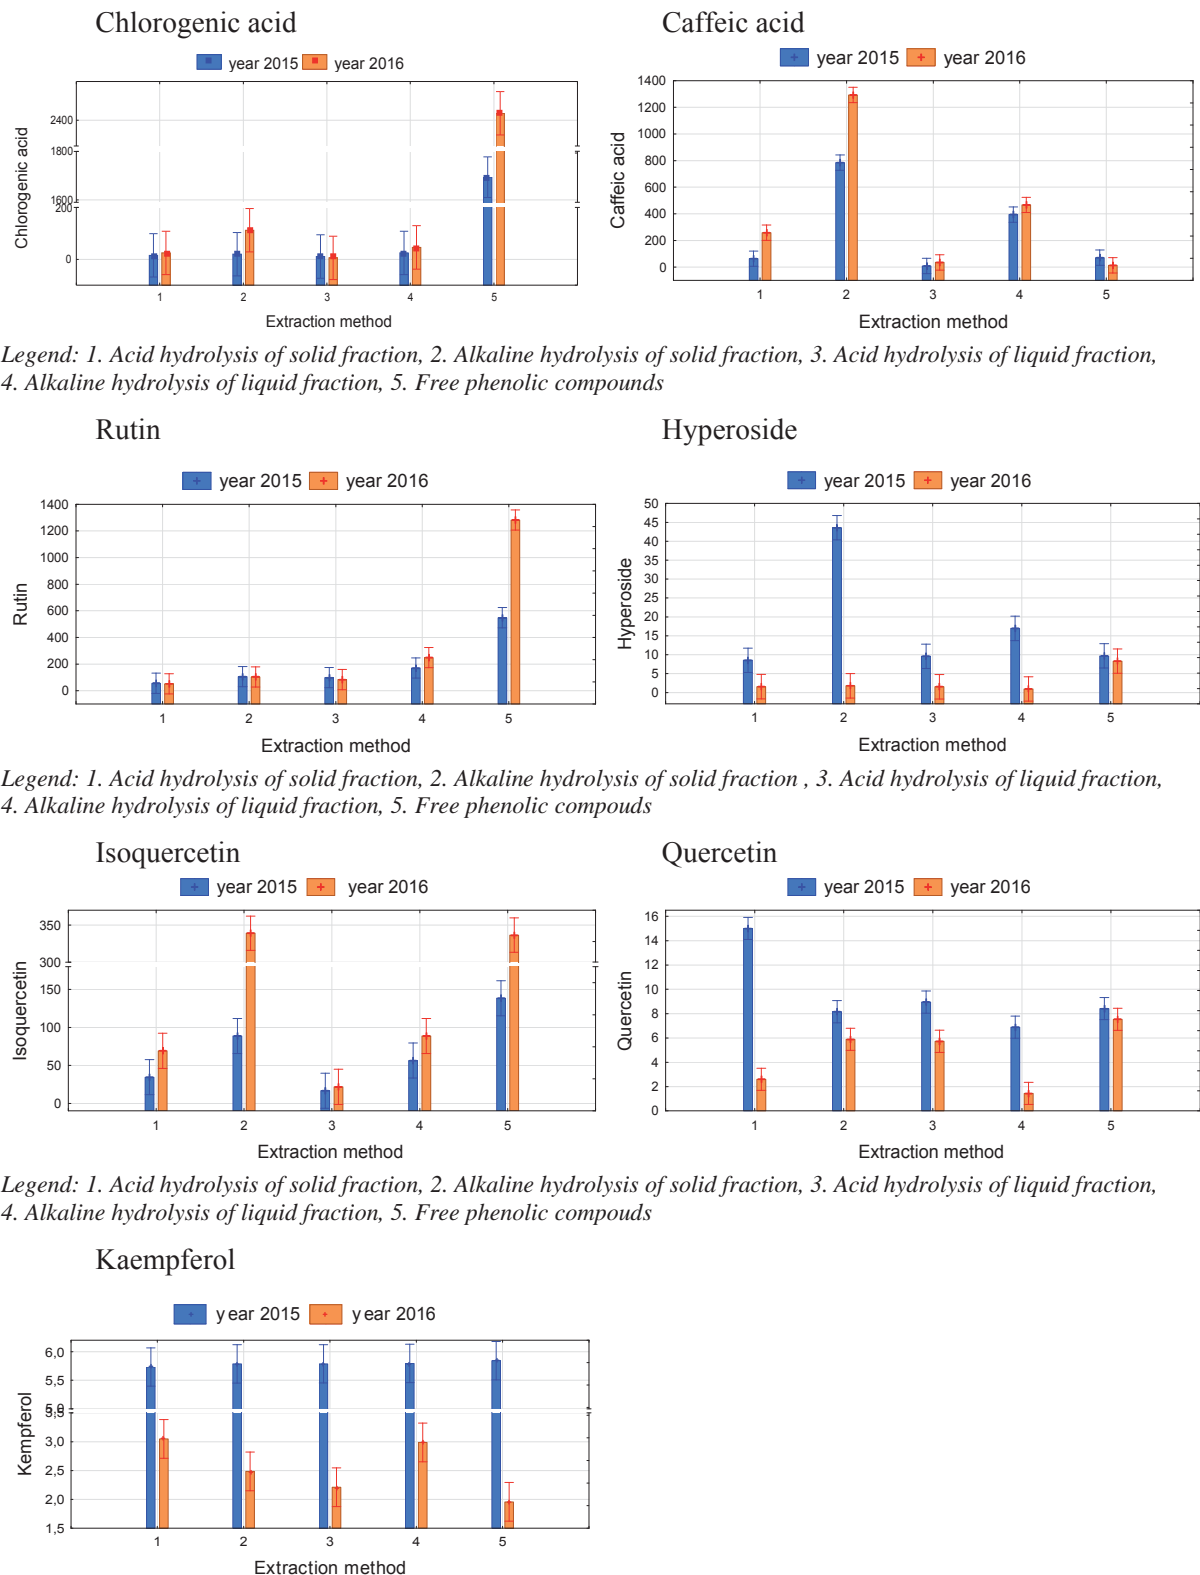 Chlorogenic acid
Caffeic acid
year 2015 year 2016
year 2015 year 2016
Chlorogenic acid
2400
1800
1600
200
0
1 2 3 4 5
Extraction method
Caffeic acid
1400
1200
1000
800
600
400
200
0
1 2 3 4 5
Extraction method
Legend: 1. Acid hydrolysis of solid fraction, 2. Alkaline hydrolysis of solid fraction, 3. Acid hydrolysis of liquid fraction,
4. Alkaline hydrolysis of liquid fraction, 5. Free phenolic compounds
Rutin
Hyperoside
year 2015 year 2016
year 2015 year 2016
Rutin
1400
1200
1000
800
600
400
200
0
1 2 3 4 5
Extraction method
Hyperoside
50
45
40
35
30
25
20
15
10
5
0
1 2 3 4 5
Extraction method
Legend: 1. Acid hydrolysis of solid fraction, 2. Alkaline hydrolysis of solid fraction , 3. Acid hydrolysis of liquid fraction,
4. Alkaline hydrolysis of liquid fraction, 5. Free phenolic compouds
Isoquercetin
Quercetin
year 2015 year 2016
year 2015 year 2016
Isoquercetin
350
300
150
100
50
0
1 2 3 4 5
Extraction method
Quercetin
16
14
12
10
8
6
4
2
0
1 2 3 4 5
Extraction method
Legend: 1. Acid hydrolysis of solid fraction, 2. Alkaline hydrolysis of solid fraction, 3. Acid hydrolysis of liquid fraction,
4. Alkaline hydrolysis of liquid fraction, 5. Free phenolic compouds
Kaempferol
year 2015 year 2016
Kempferol
6,0
5,5
5,0
3,5
3,0
2,5
2,0
1,5
1 2 3 4 5
Extraction method